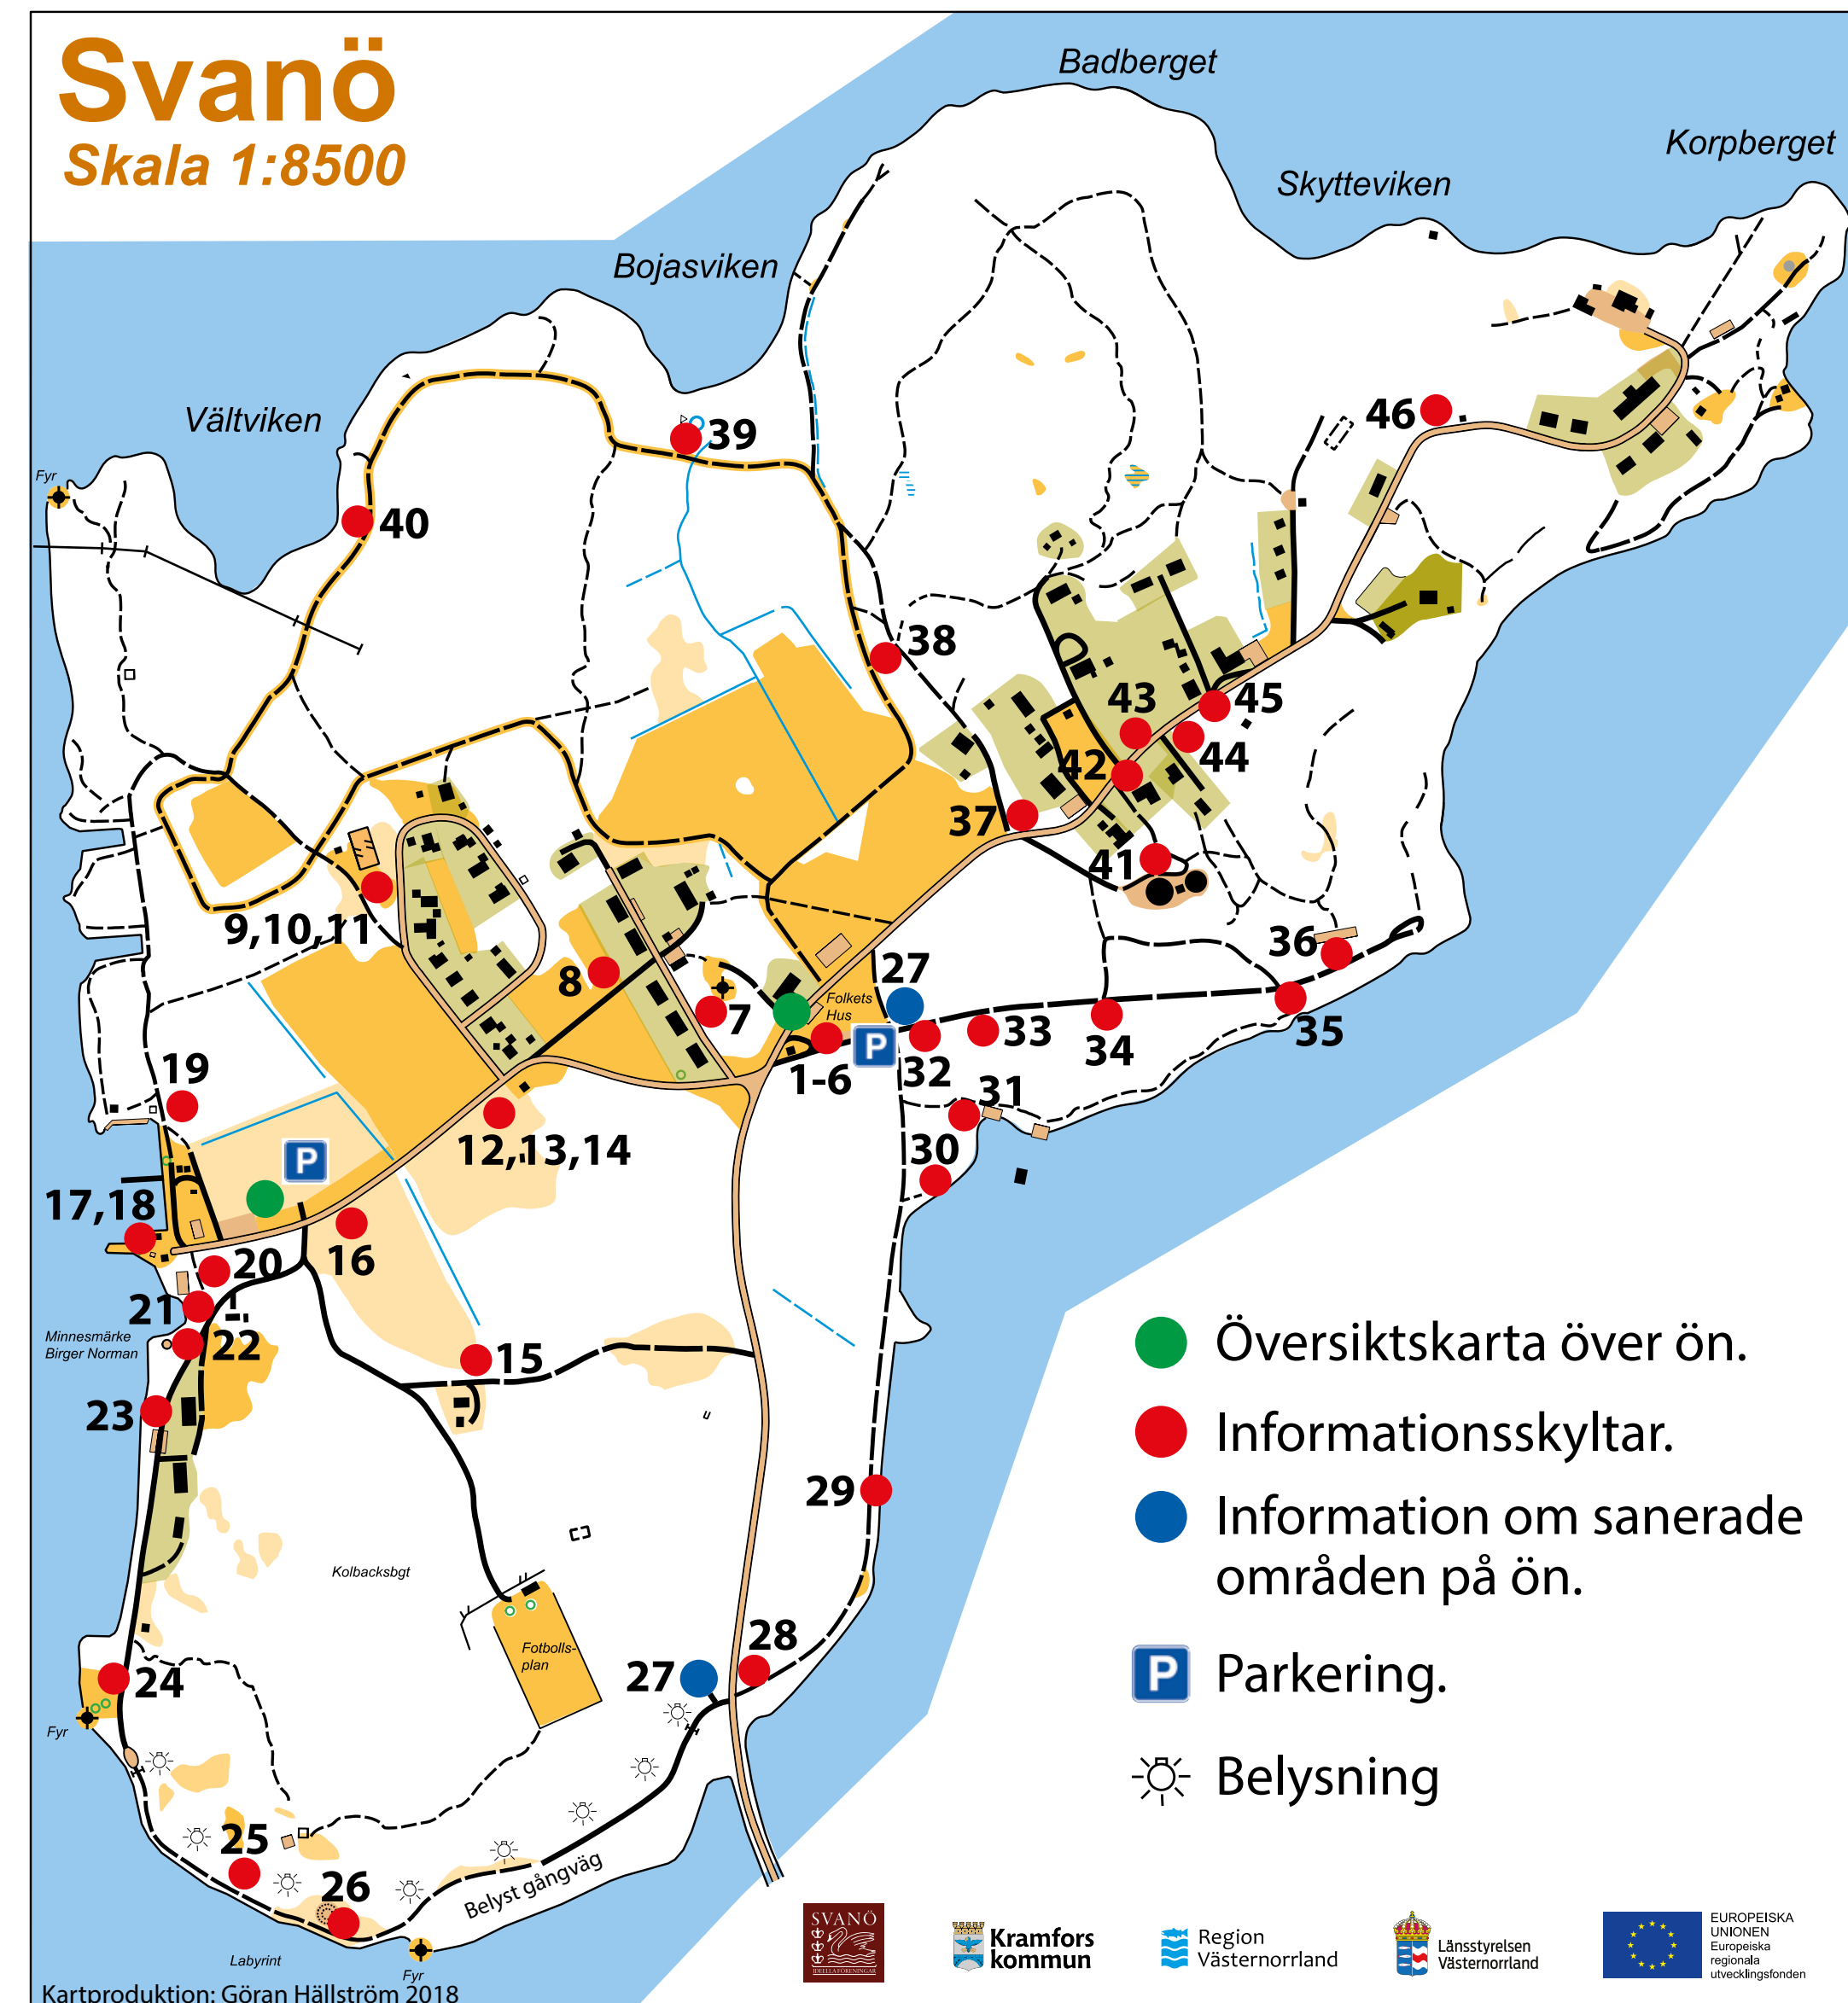 Svanö
Skala 1:8500
Badberget
Korpberget
Skytteviken
Bojasviken
Vältviken
Fyr
46
39
40
38
43
45
44
42
37
41
9,10,11
36
8
27
7
Folkets
Hus
P
33
34
35
1-6
32
19
31
12,13,14
30
P
17,18
16
20
21
22
Minnesmärke
Birger Norman
15
23
29
Kolbacksbgt
Fotbolls-
plan
28
27
24
Fyr
25
26
Belyst gångväg
Labyrint
Fyr
Kartproduktion: Göran Hällström 2018
Översiktskarta över ön.
Informationsskyltar.
Information om sanerade
områden på ön.
P Parkering.
Belysning
SVANÖ
IDEELLA FÖRENINGAR
Kramfors
kommun
Region
Västernorrland
Länsstyrelsen
Västernorrland
EUROPEISKA
UNIONEN
Europeiska
regionala
utvecklingsfonden